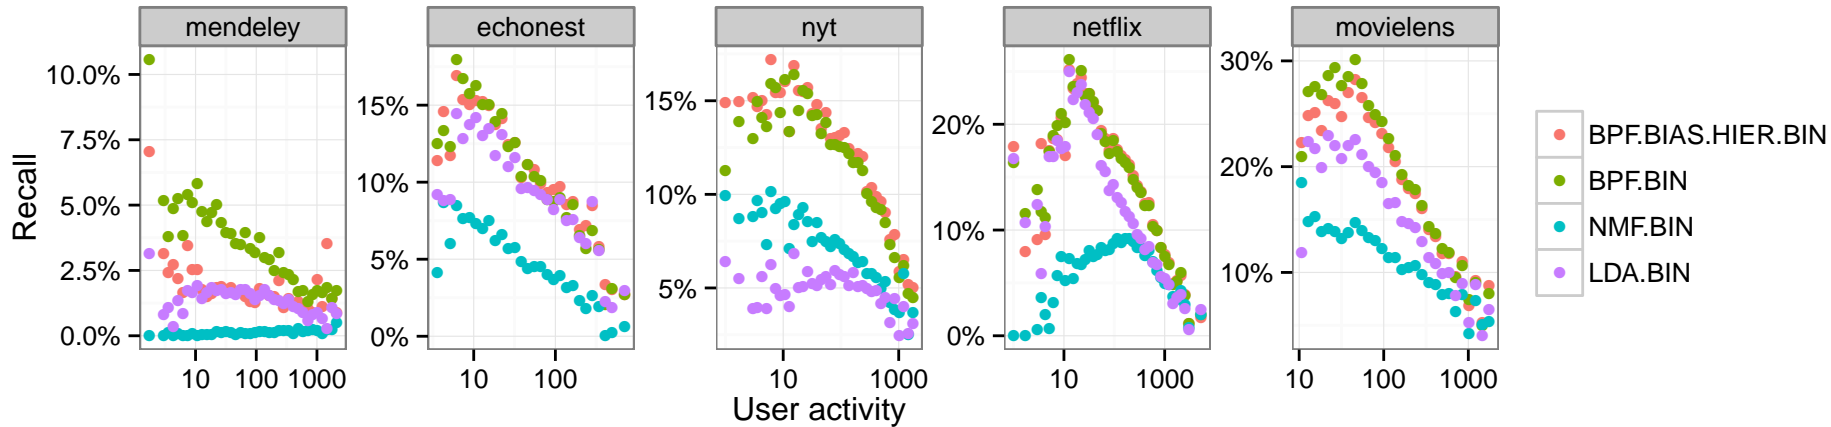 mendeley
echonest
nyt
netflix
movielens
Recall
10.0%
7.5%
5.0%
2.5%
0.0%
10 100 1000
15%
10%
5%
0%
10 100
15%
10%
5%
10 1000
20%
10%
0%
10 1000
30%
20%
10%
10 100 1000
User activity
BPF.BIAS.HIER.BIN
BPF.BIN
NMF.BIN
LDA.BIN